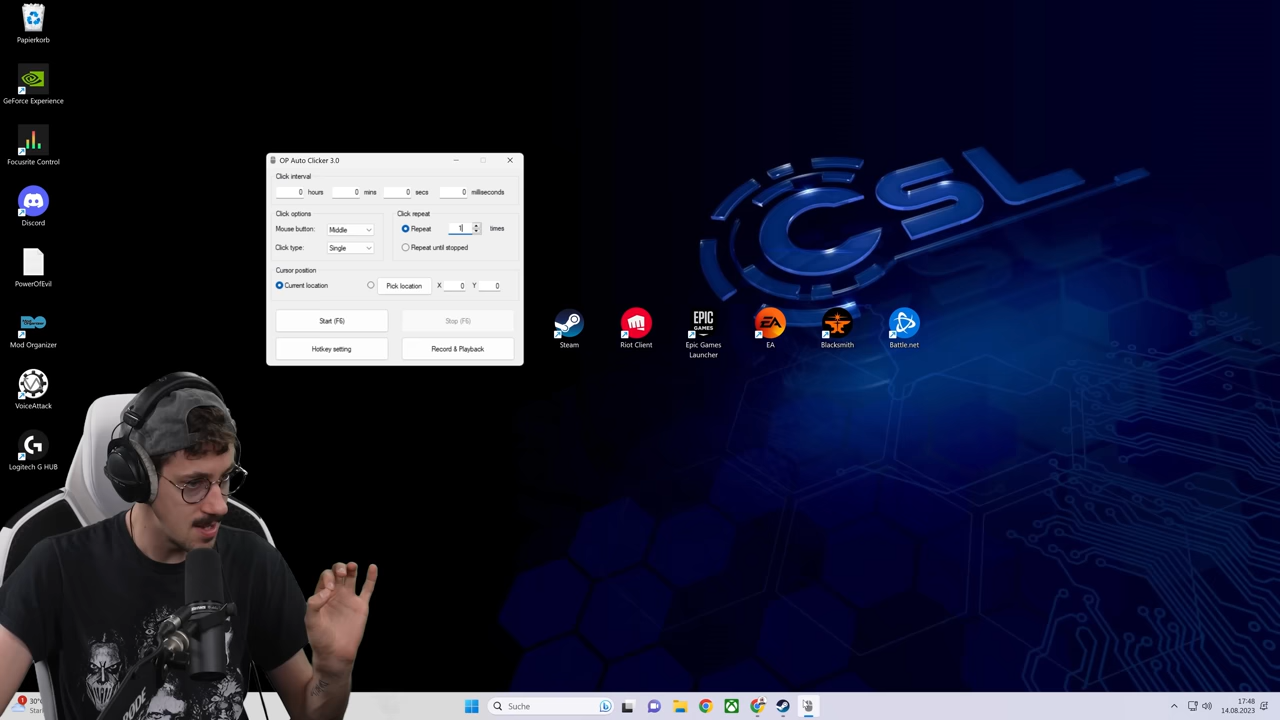 Papierkorb
GeForce Experience
Focusrite Control
Discord
PowerOfEvil
Mod Organizer
VoiceAttack
Logitech G HUB
OP Auto Clicker 3.0
Click interval
0 hours 0 mins 0 secs 0 milliseconds
Click options
Mouse button: Middle
Click type: Single
Click repeat
Repeat 1 times
Repeat until stopped
Cursor position
Current location Pick location X 0 Y 0
Start (F6) Stop (F6)
Hotkey setting Record & Playback
Steam
Riot Client
EPIC
GAMES
Epic Games
Launcher
EA
EA
Blacksmith
Battle.net
1
30°
Suche
17:48
14.08.2023